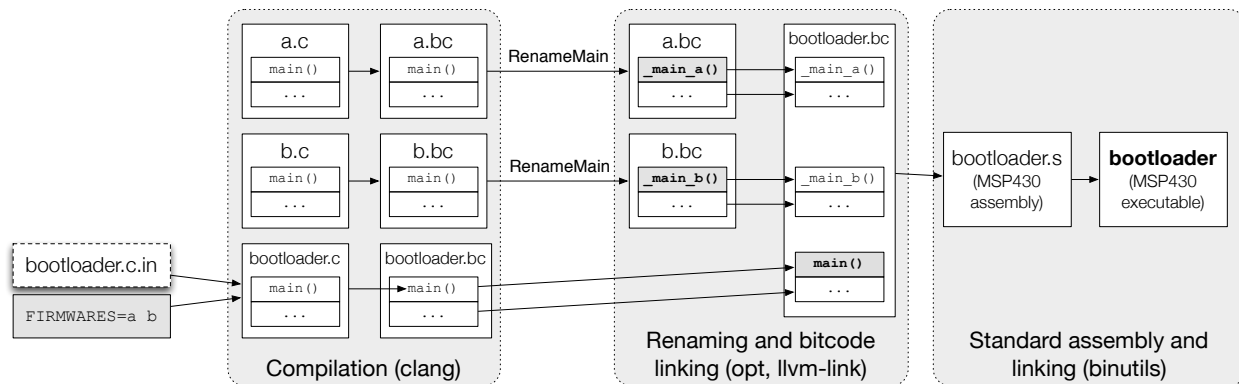 a.c
main()
...
a.bc
main()
...
RenameMain
a.bc
_main_a()
...
bootloader.bc
_main_a()
...
b.c
main()
...
b.bc
main()
...
RenameMain
b.bc
_main_b()
...
_main_b()
...
bootloader.s
(MSP430
assembly)
bootloader
(MSP430
executable)
bootloader.c.in
FIRMWARES=a b
bootloader.c
main()
...
bootloader.bc
main()
...
main()
...
Compilation (clang)
Renaming and bitcode
linking (opt, llvm-link)
Standard assembly and
linking (binutils)